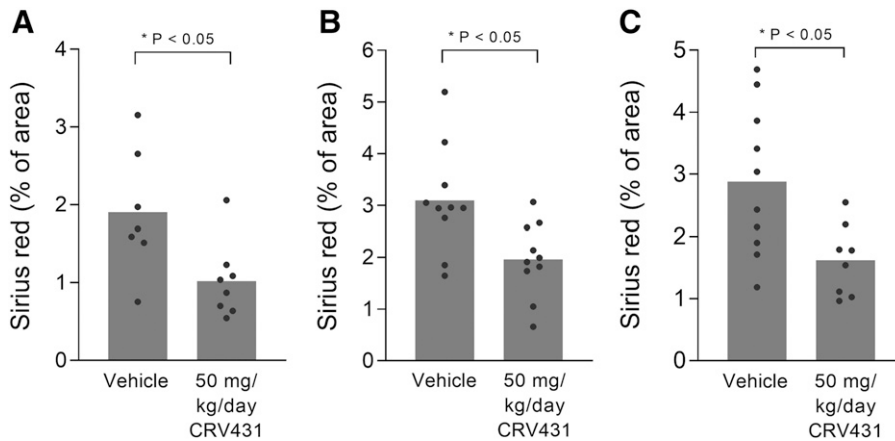 A
* P < 0.05
Sirius red (% of area)
4
3
2
1
0
Vehicle
50 mg/
kg/day
CRV431
B
* P < 0.05
Sirius red (% of area)
6
5
4
3
2
1
0
Vehicle
50 mg/
kg/day
CRV431
C
* P < 0.05
Sirius red (% of area)
5
4
3
2
1
0
Vehicle
50 mg/
kg/day
CRV431